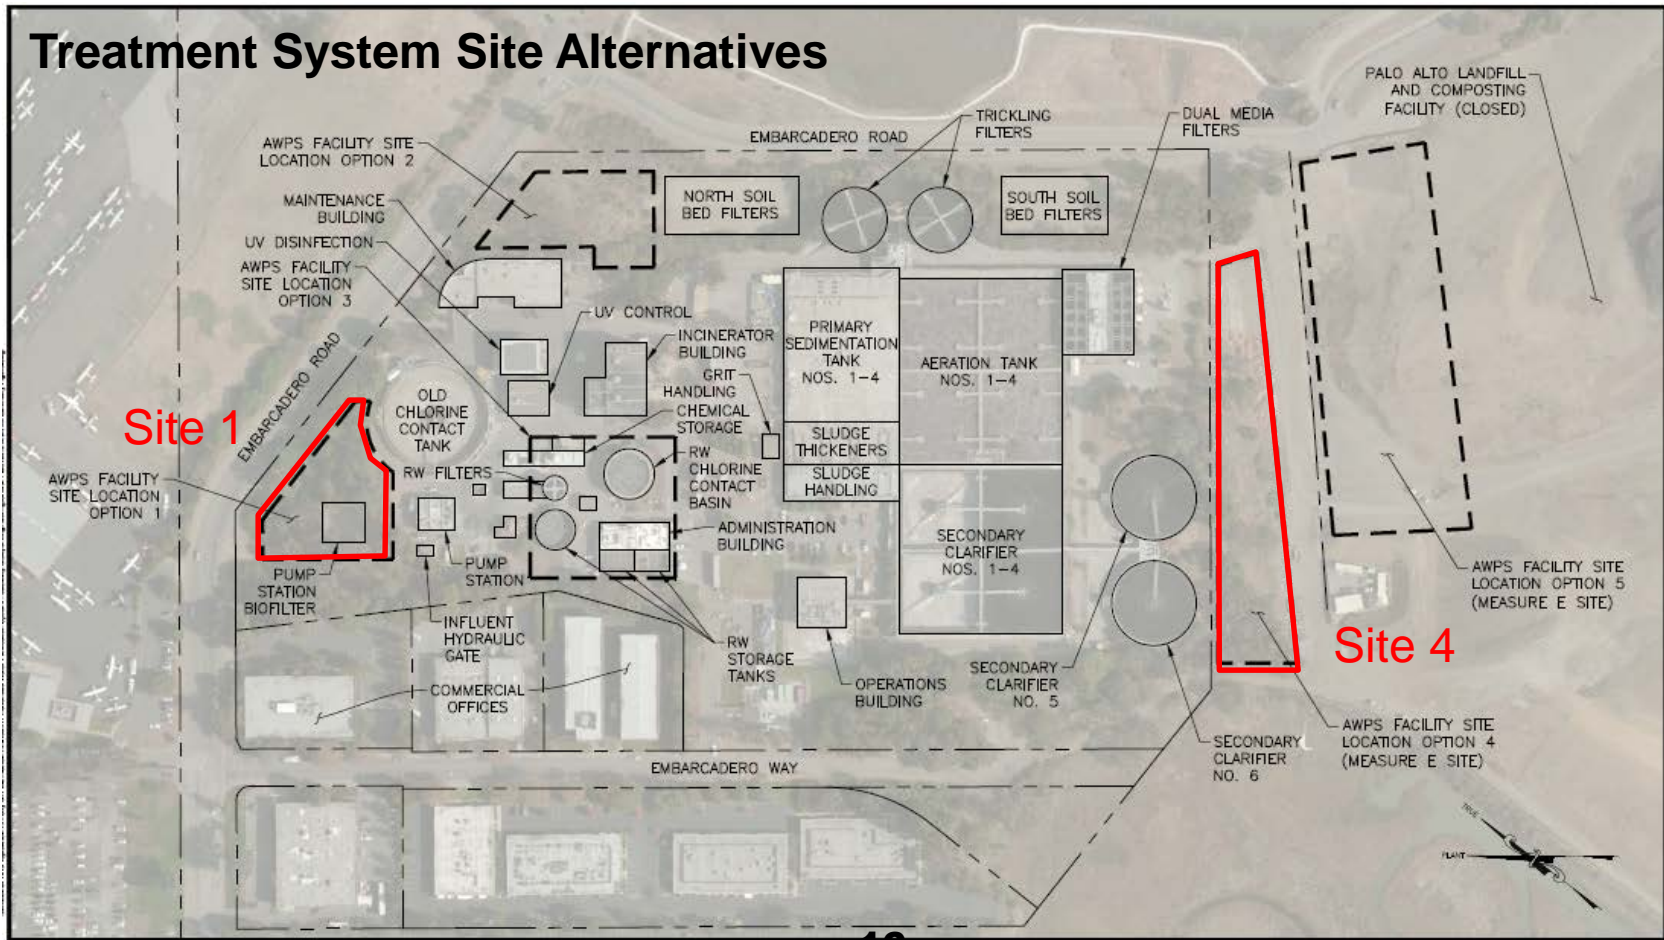 Treatment System Site Alternatives
PALO ALTO LANDFILL
AND COMPOSTING
FACILITY (CLOSED)
TRICKLING
FILTERS
DUAL MEDIA
FILTERS
EMBARCADERO ROAD
AWPS FACILITY SITE
LOCATION OPTION 2
MAINTENANCE
BUILDING
NORTH SOIL
BED FILTERS
SOUTH SOIL
BED FILTERS
UV DISINFECTION
AWPS FACILITY
SITE LOCATION
OPTION 3
UV CONTROL
INCINERATOR
BUILDING
PRIMARY
SEDIMENTATION
TANK
NOS. 1-4
AERATION TANK
NOS. 1-4
GRIT
HANDLING
CHEMICAL
STORAGE
EMBARCADERO ROAD
OLD
CHLORINE
CONTACT
TANK
Site 1
SLUDGE
THICKENERS
SLUDGE
HANDLING
RW FILTERS
RW
CHLORINE
CONTACT
BASIN
AWPS FACILITY
SITE LOCATION
OPTION 1
ADMINISTRATION
BUILDING
SECONDARY
CLARIFIER
NOS. 1-4
PUMP
STATION
BIOFILTER
PUMP
STATION
AWPS FACILITY SITE
LOCATION OPTION 5
(MEASURE E SITE)
INFLUENT
HYDRAULIC
GATE
RW
STORAGE
TANKS
Site 4
COMMERCIAL
OFFICES
OPERATIONS
BUILDING
SECONDARY
CLARIFIER
NO. 5
AWPS FACILITY SITE
LOCATION OPTION 4
(MEASURE E SITE)
SECONDARY
CLARIFIER
NO. 6
EMBARCADERO WAY
TRUE
PLANT